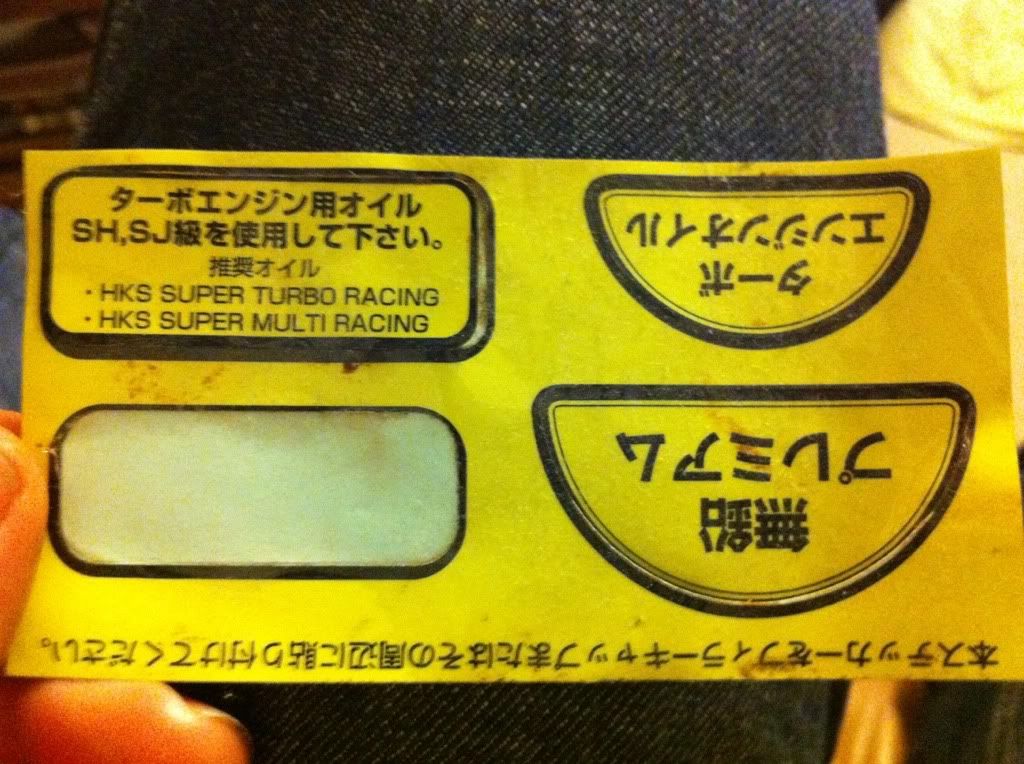 ターボエンジン用オイル
SH,SJ級を使用して下さい。
推奨オイル
・HKS SUPER TURBO RACING
・HKS SUPER MULTI RACING
ターボ
エンジンオイル
無鉛
プレミアム
本ステッカーをフィラーキャップまたはその周辺に貼り付けてください。